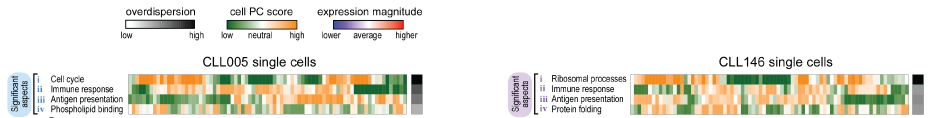 overdispersion
low high
cell PC score
low neutral high
expression magnitude
lower average higher
CLL005 single cells
Significant aspects
i Cell cycle
ii Immune response
iii Antigen presentation
iv Phospholipid binding
CLL146 single cells
Significant aspects
i Ribosomal processes
ii Immune response
iii Antigen presentation
iv Protein folding